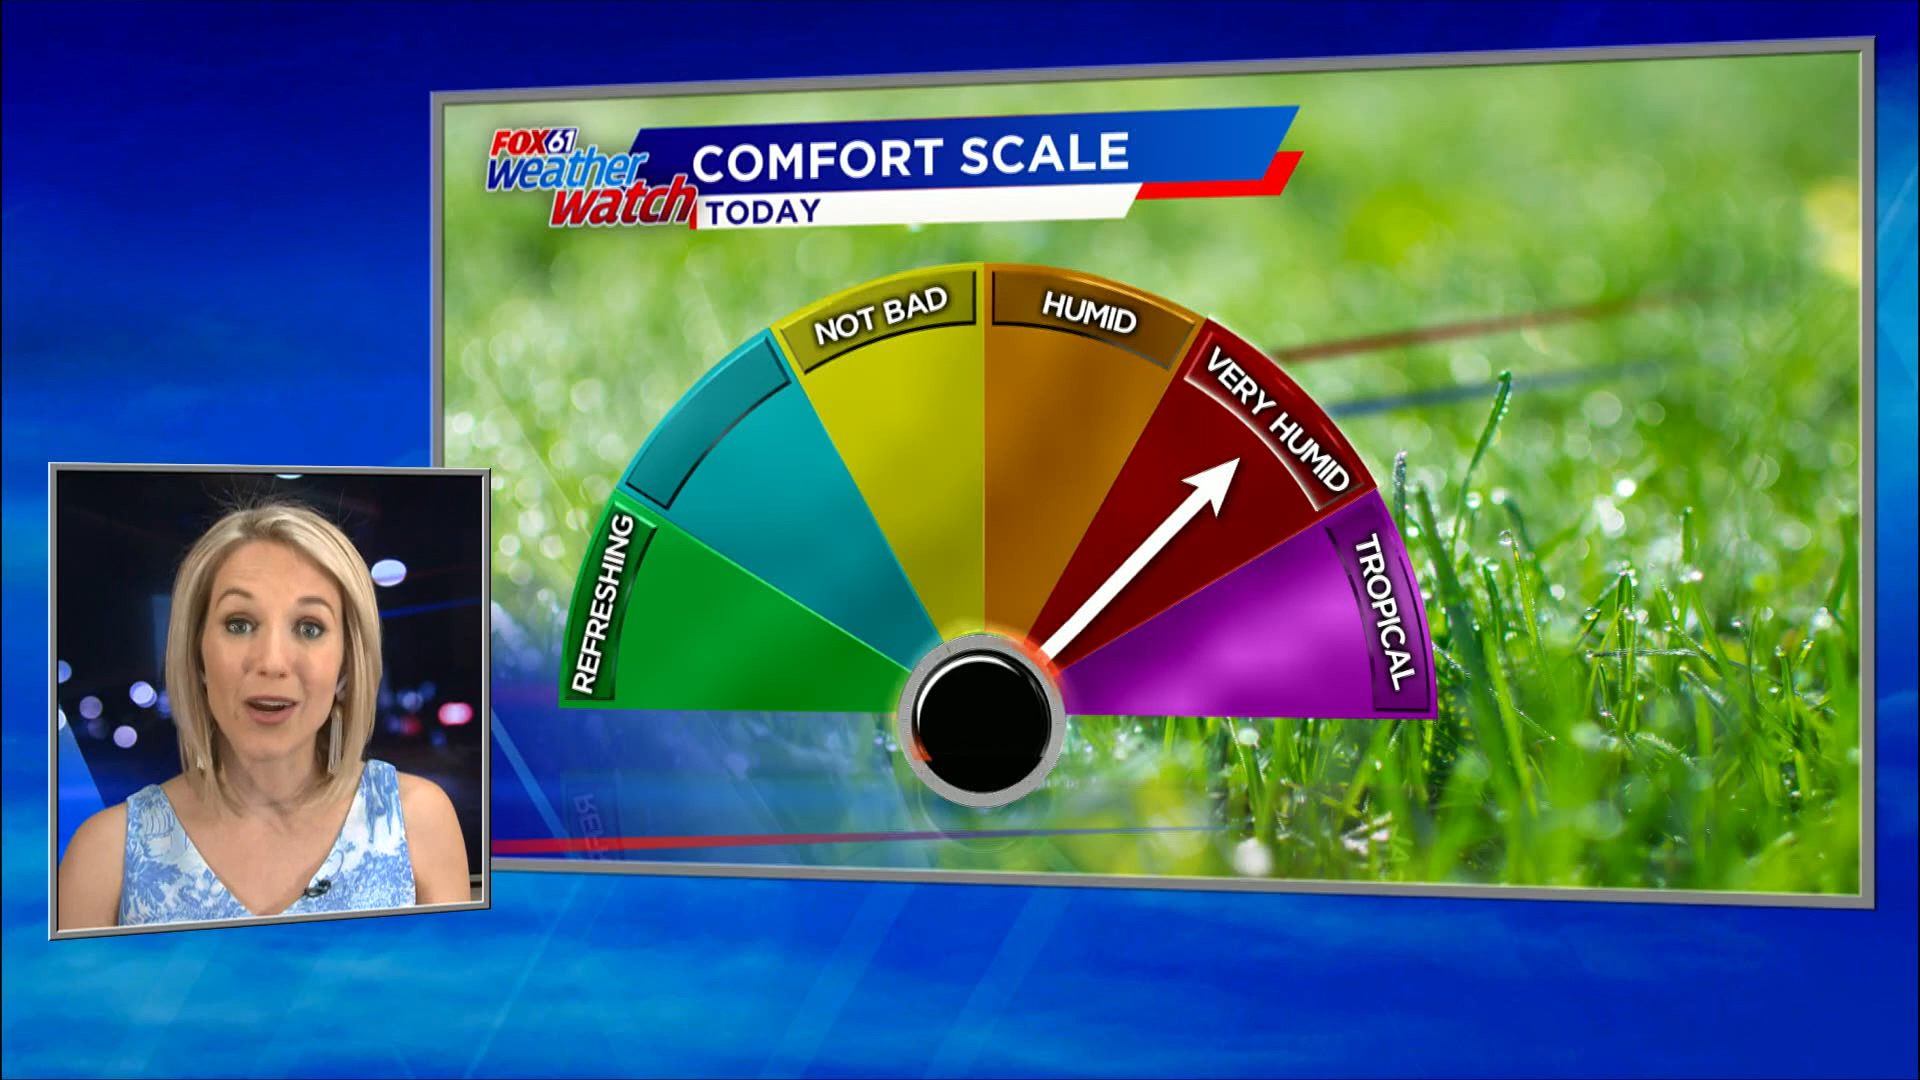 FOX61
Weather
Watch
COMFORT SCALE
TODAY
REFRESHING
NOT BAD
HUMID
VERY HUMID
TROPICAL